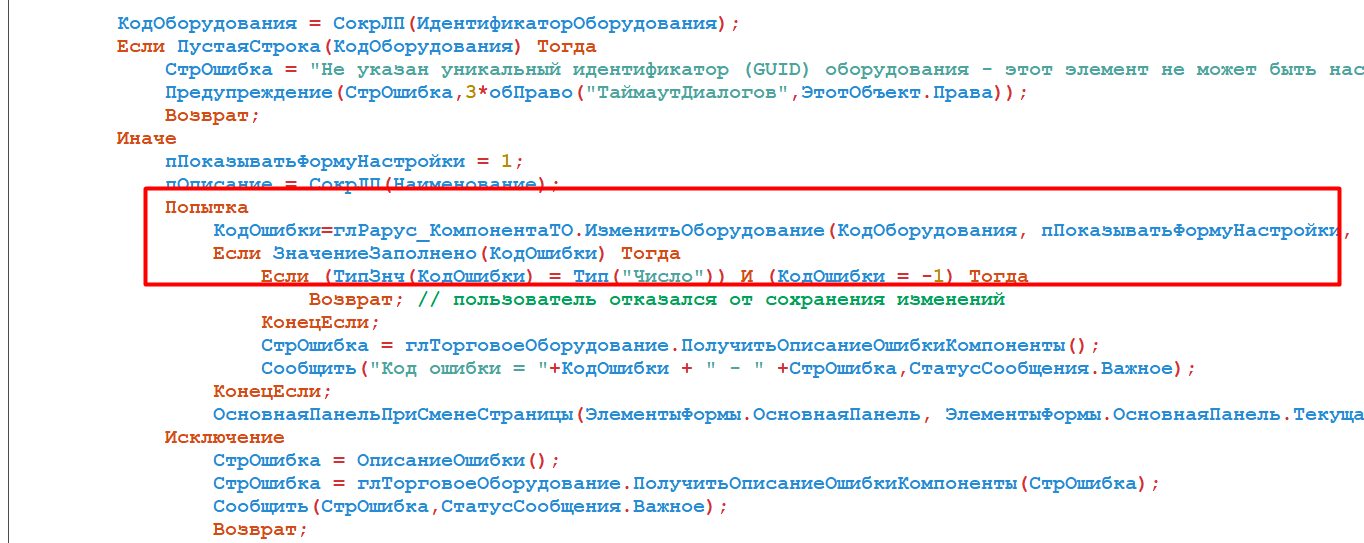 КодОборудования = СокрЛП(ИдентификаторОборудования);
Если ПустаяСтрока(КодОборудования) Тогда
СтрОшибка = "Не указан уникальный идентификатор (GUID) оборудования - этот элемент не может быть нас
Предупреждение(СтрОшибка,3*обПраво("ТаймаутДиалогов",ЭтотОбъект.Права));
Возврат;
Иначе
пПоказыватьФормуНастройки = 1;
пОписание = СокрЛП(Наименование);
Попытка
КодОшибки=глРарус_КомпонентаТО.ИзменитьОборудование(КодОборудования, пПоказыватьФормуНастройки,
Если ЗначениеЗаполнено(КодОшибки) Тогда
Если (ТипЗнч(КодОшибки) = Тип("Число")) И (КодОшибки = -1) Тогда
Возврат; // пользователь отказался от сохранения изменений
КонецЕсли;
СтрОшибка = глТорговоеОборудование.ПолучитьОписаниеОшибкиКомпоненты();
Сообщить("Код ошибки = "+КодОшибки + " - " +СтрОшибка,СтатусСообщения.Важное);
КонецЕсли;
ОсновнаяПанельПриСменеСтраницы(ЭлементыФормы.ОсновнаяПанель, ЭлементыФормы.ОсновнаяПанель.Текуща
Исключение
СтрОшибка = ОписаниеОшибки();
СтрОшибка = глТорговоеОборудование.ПолучитьОписаниеОшибкиКомпоненты(СтрОшибка);
Сообщить(СтрОшибка,СтатусСообщения.Важное);
Возврат;